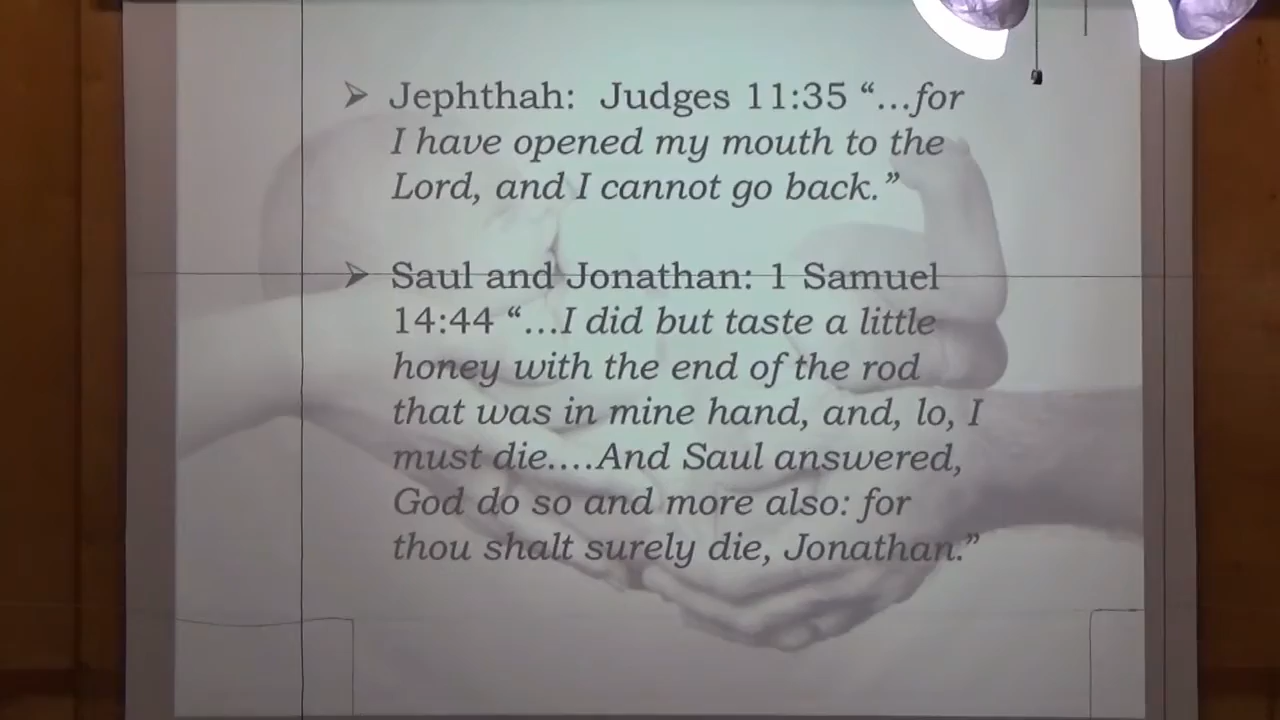 ➢ Jephthah: Judges 11:35 “…for
I have opened my mouth to the
Lord, and I cannot go back.”
➢ Saul and Jonathan: 1 Samuel
14:44 “…I did but taste a little
honey with the end of the rod
that was in mine hand, and, lo, I
must die….And Saul answered,
God do so and more also: for
thou shalt surely die, Jonathan.”